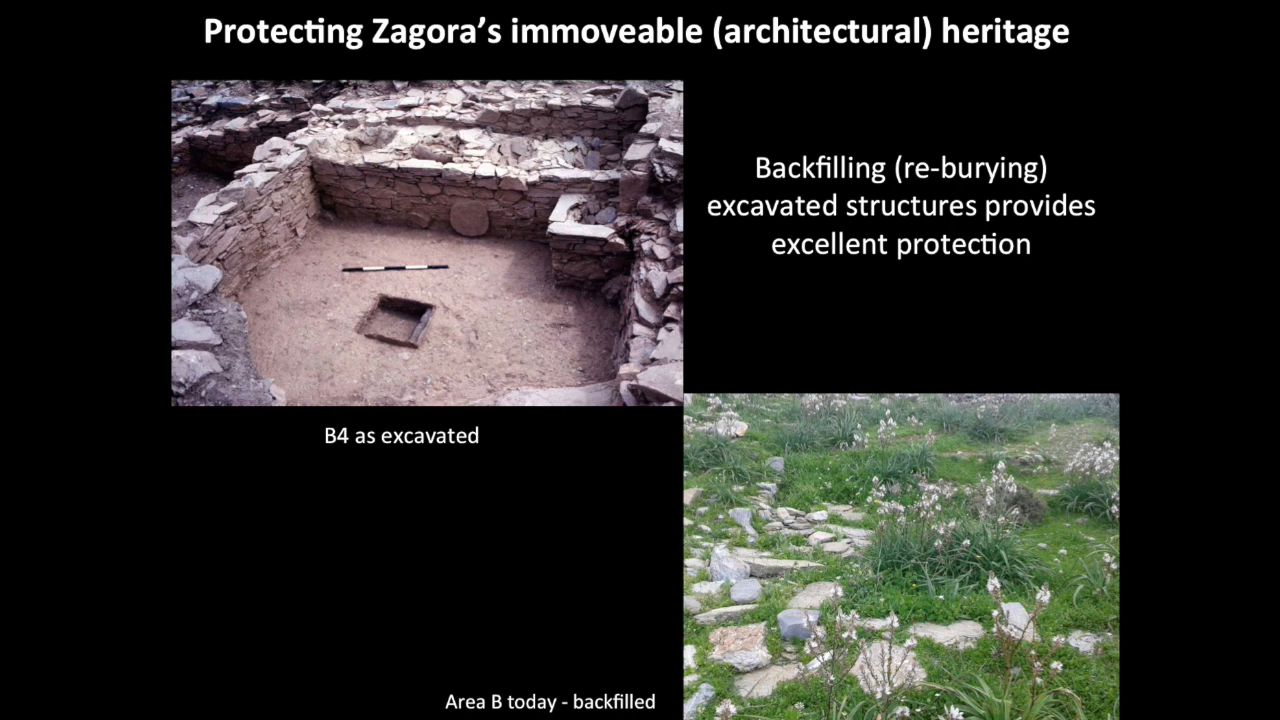 Protecting Zagora’s immoveable (architectural) heritage
Backfilling (re-burying)
excavated structures provides
excellent protection
B4 as excavated
Area B today - backfilled